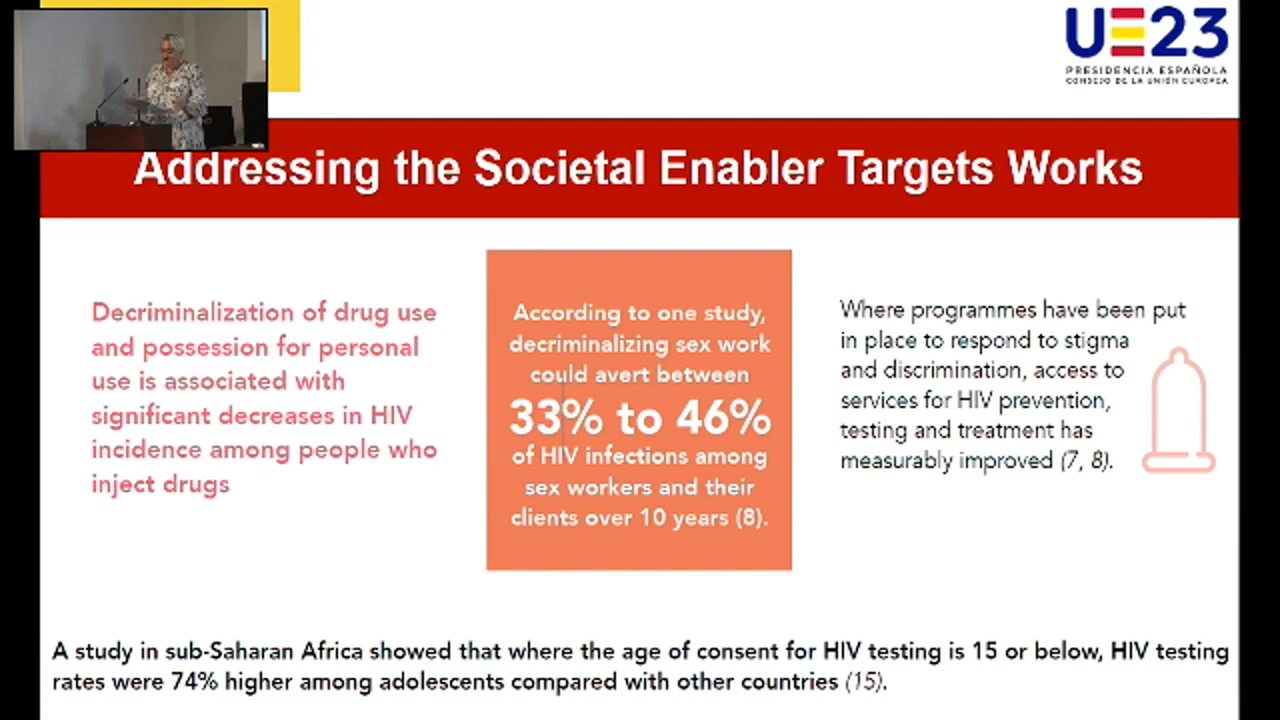 UE23
PRESIDENCIA ESPAÑOLA
CONSEJO DE LA UNIÓN EUROPEA
Addressing the Societal Enabler Targets Works
Decriminalization of drug use
and possession for personal
use is associated with
significant decreases in HIV
incidence among people who
inject drugs
According to one study,
decriminalizing sex work
could avert between
33% to 46%
of HIV infections among
sex workers and their
clients over 10 years (8).
Where programmes have been put
in place to respond to stigma
and discrimination, access to
services for HIV prevention,
testing and treatment has
measurably improved (7, 8).
A study in sub-Saharan Africa showed that where the age of consent for HIV testing is 15 or below, HIV testing
rates were 74% higher among adolescents compared with other countries (15).